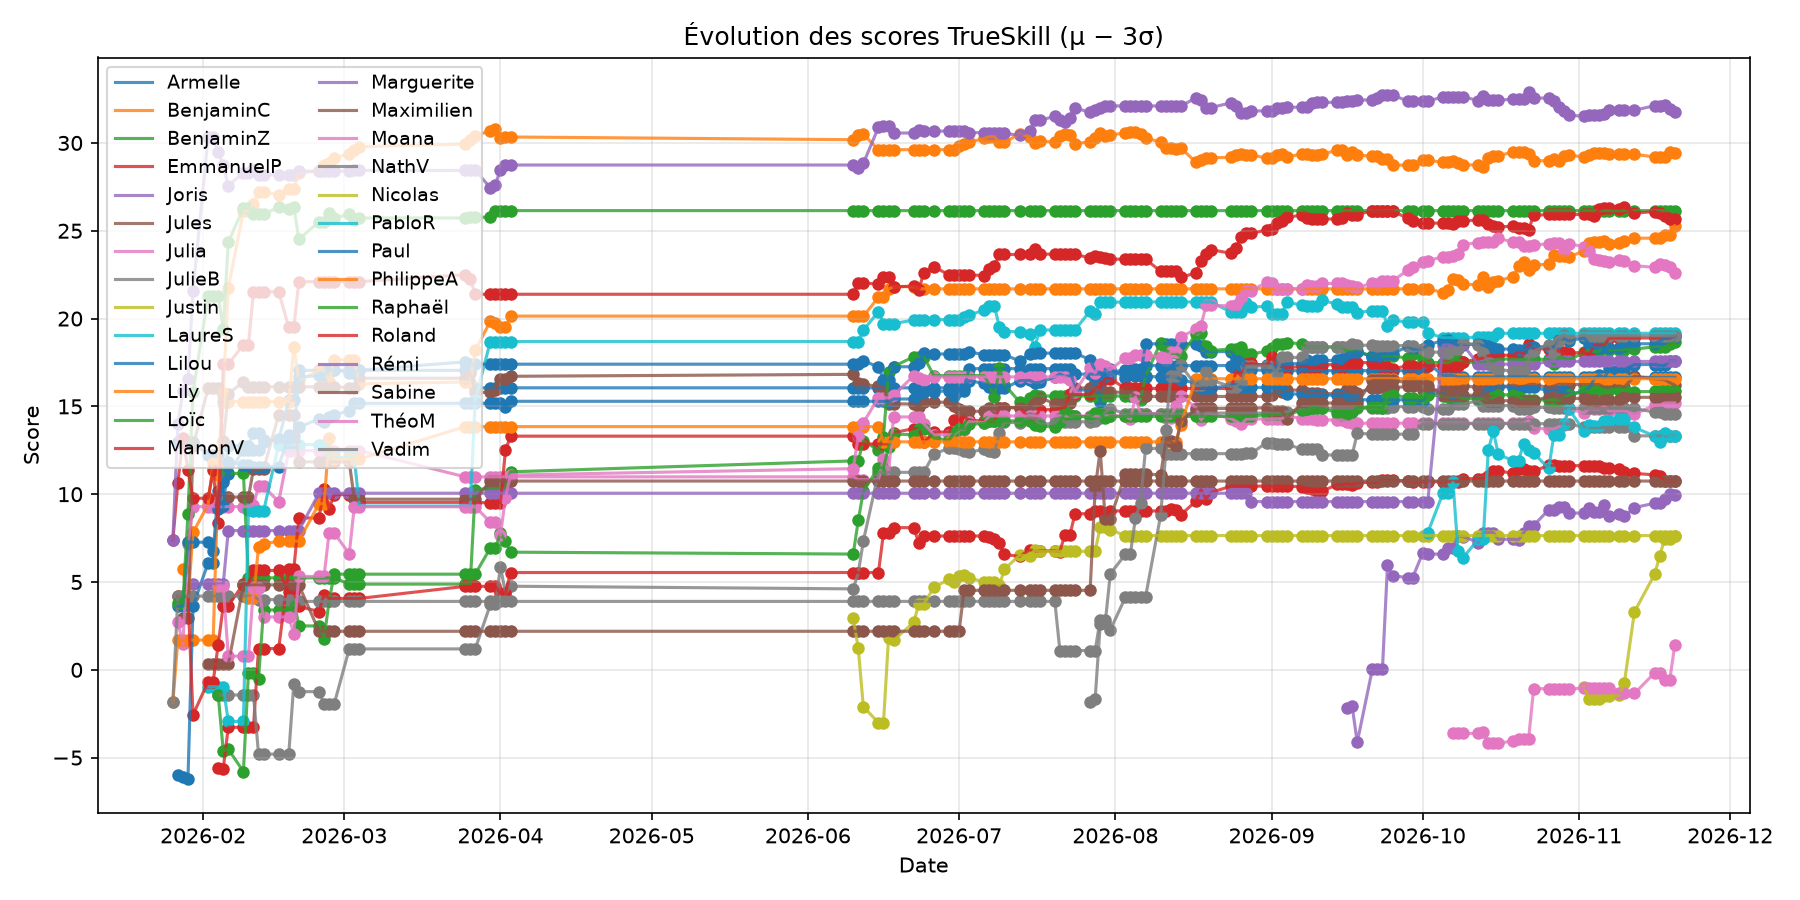 Évolution des scores TrueSkill (μ − 3σ)
Armelle
BenjaminC
BenjaminZ
EmmanuelP
Joris
Jules
Julia
JulieB
Justin
LaureS
Lilou
Lily
Loïc
ManonV
Marguerite
Maximilien
Moana
NathV
Nicolas
PabloR
Paul
PhilippeA
Raphaël
Roland
Rémi
Sabine
ThéoM
Vadim
Score
30
25
20
15
10
5
0
−5
2026-02 2026-03 2026-04 2026-05 2026-06 2026-07 2026-08 2026-09 2026-10 2026-11 2026-12
Date